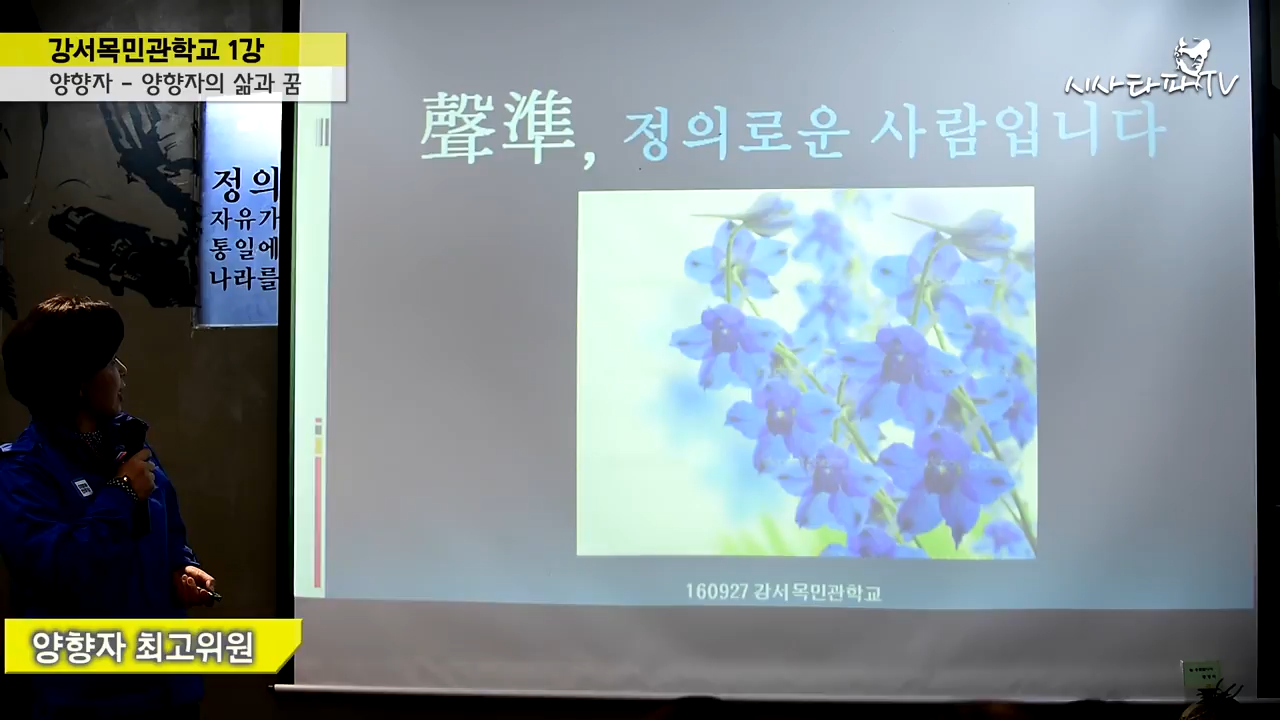 강서목민관학교 1강
양향자 - 양향자의 삶과 꿈
시사타파TV
聲準, 정의로운 사람입니다
정의
자유가
통일에
나라를
160927 강서목민관학교
양향자 최고위원